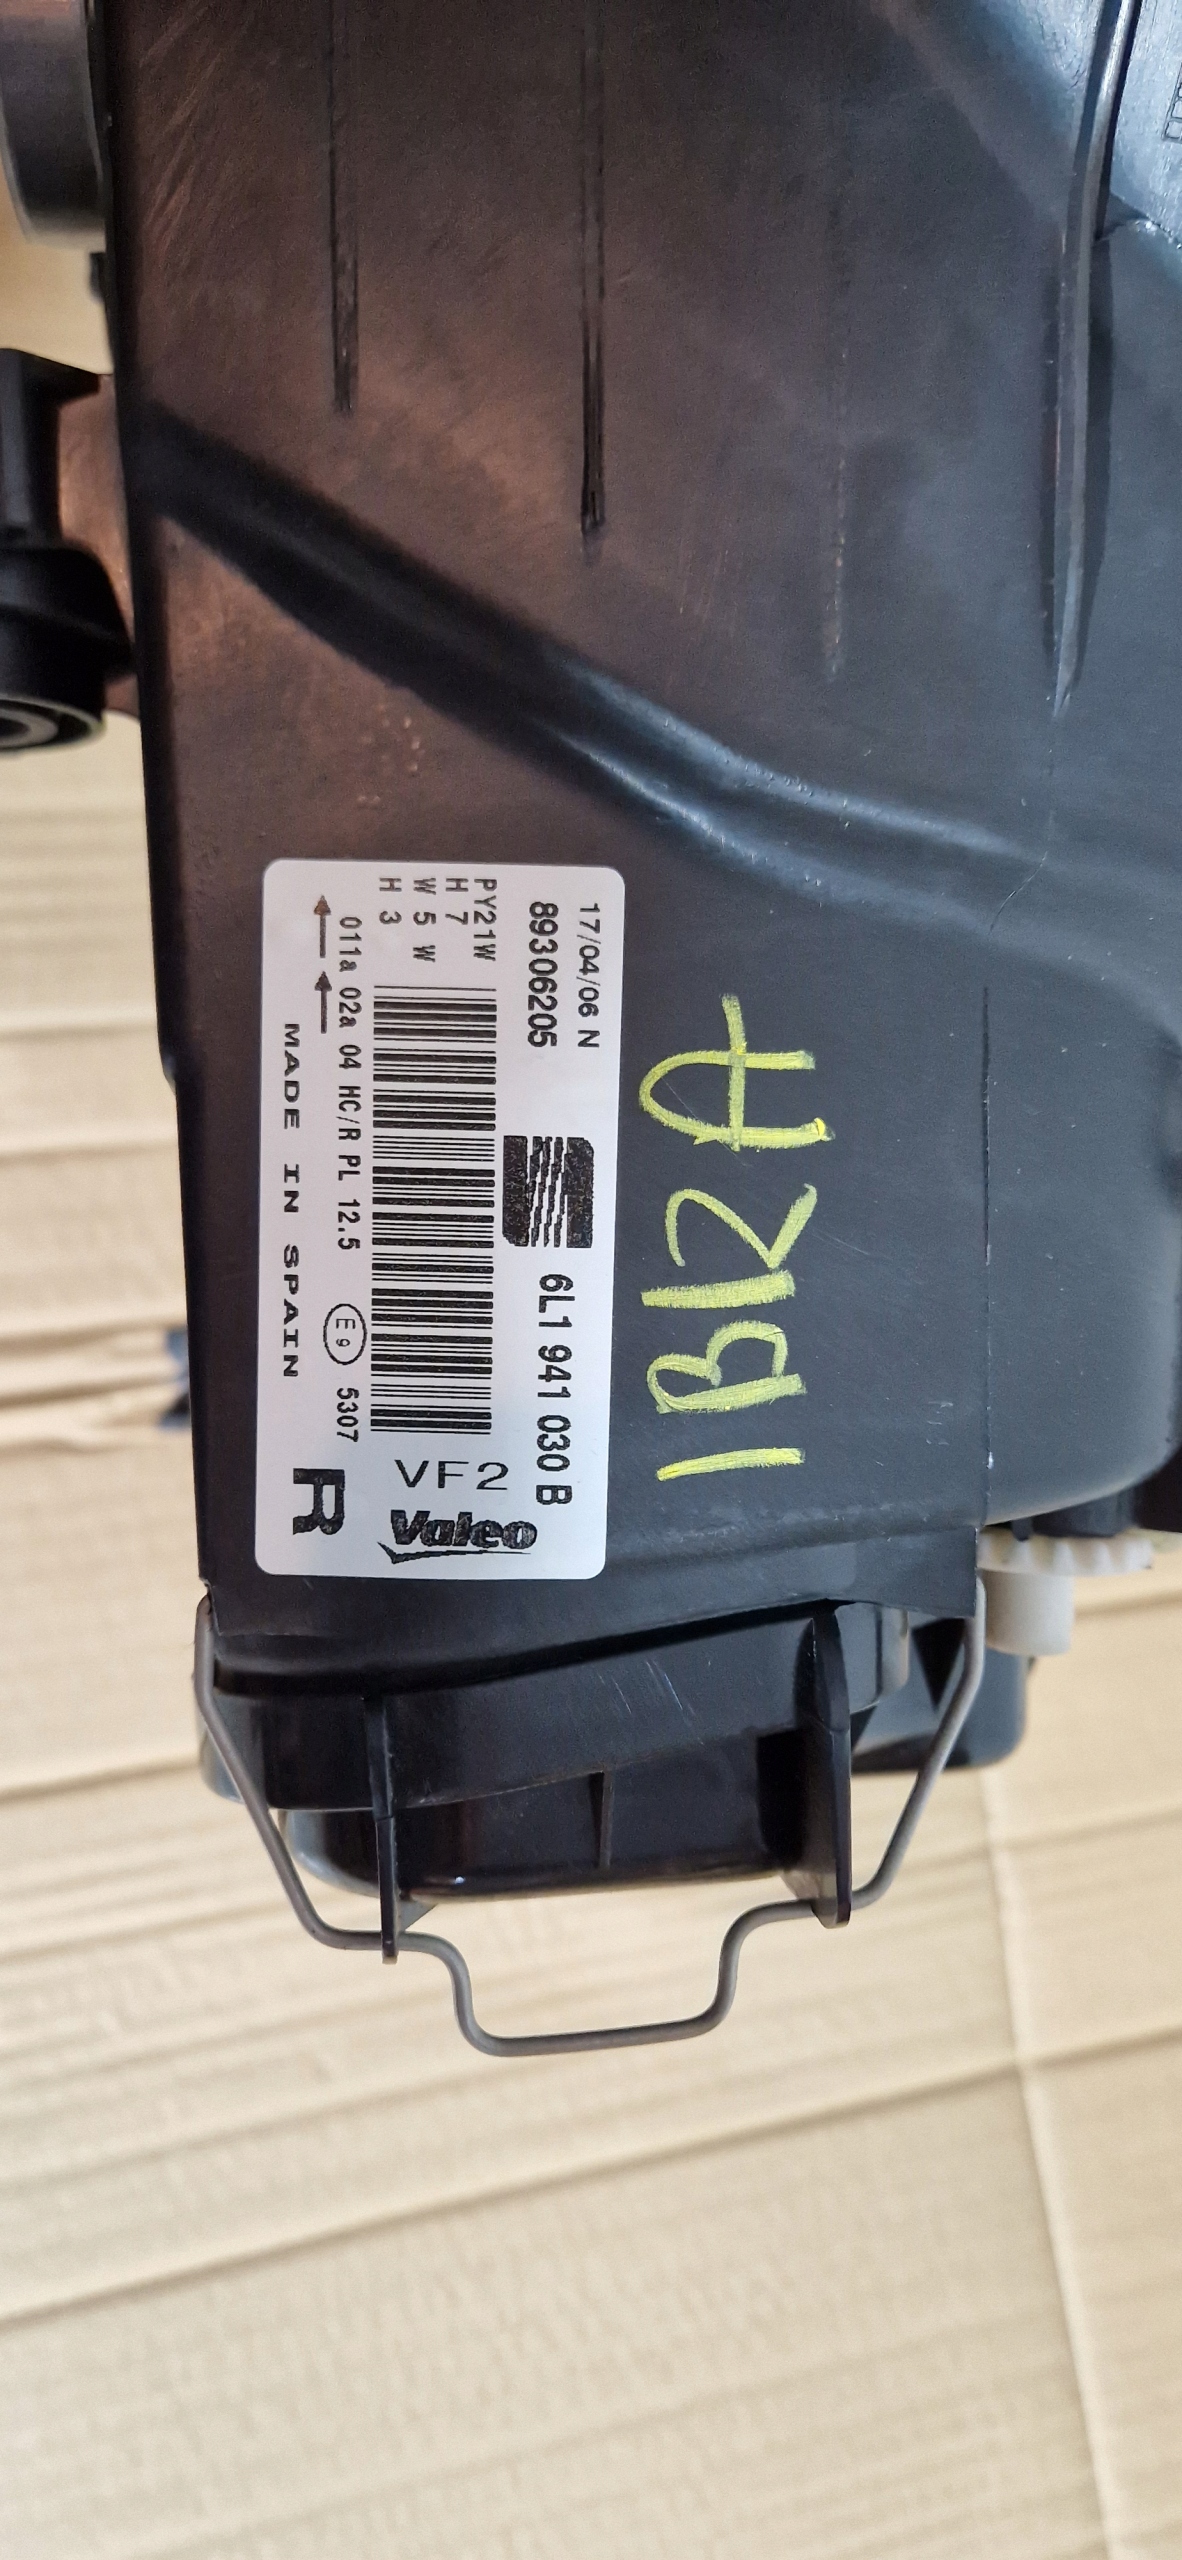 17/04/06 N
89306205
6L1 941 030 B
PY21W
H 7
W 5 W
H 3
VF2
Valeo
011a 02a 04 HC/R PL 12.5 E9 5307
MADE IN SPAIN
R
IBIZA